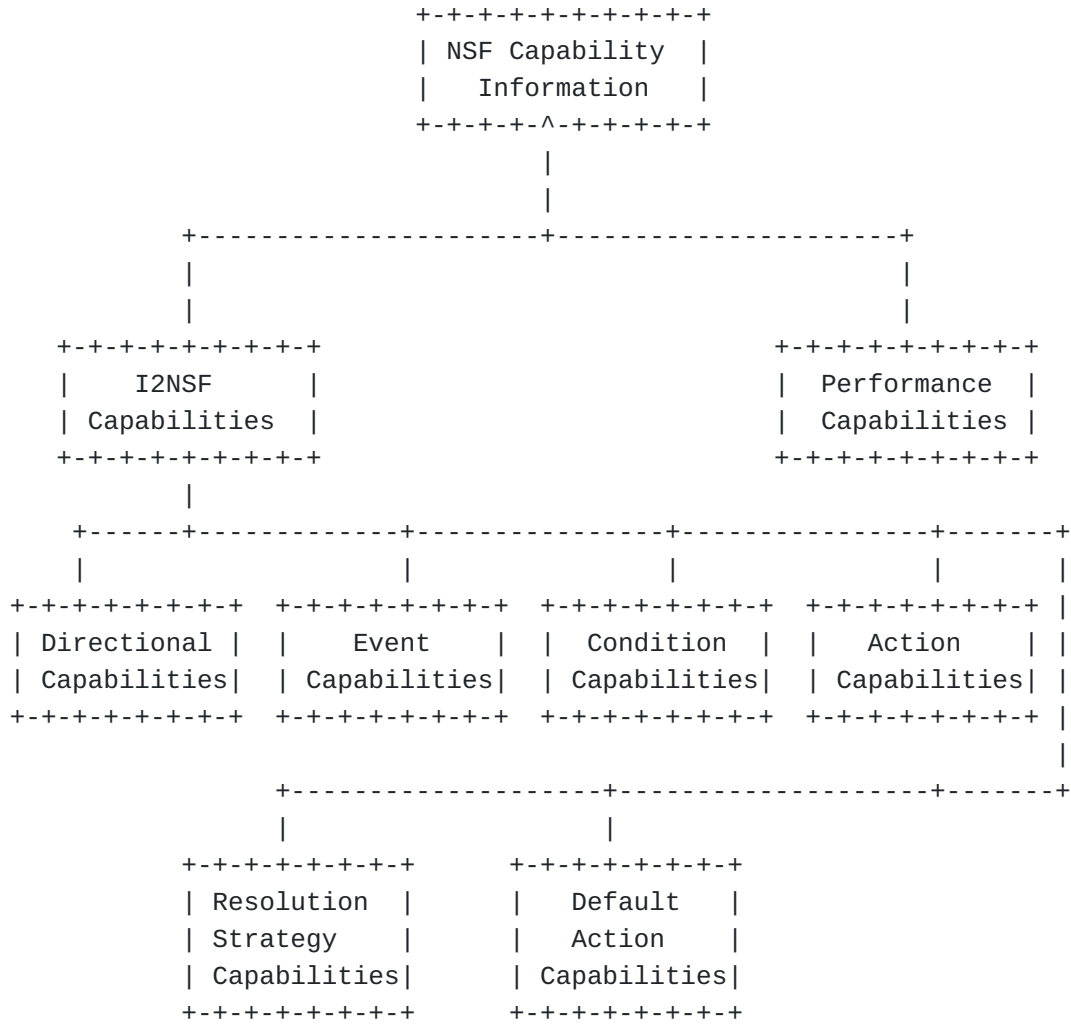 NSF Capability
Information
I2NSF Performance
Capabilities Capabilities
Directional Event Condition Action
Capabilities Capabilities Capabilities Capabilities
Resolution Default
Strategy Action
Capabilities Capabilities